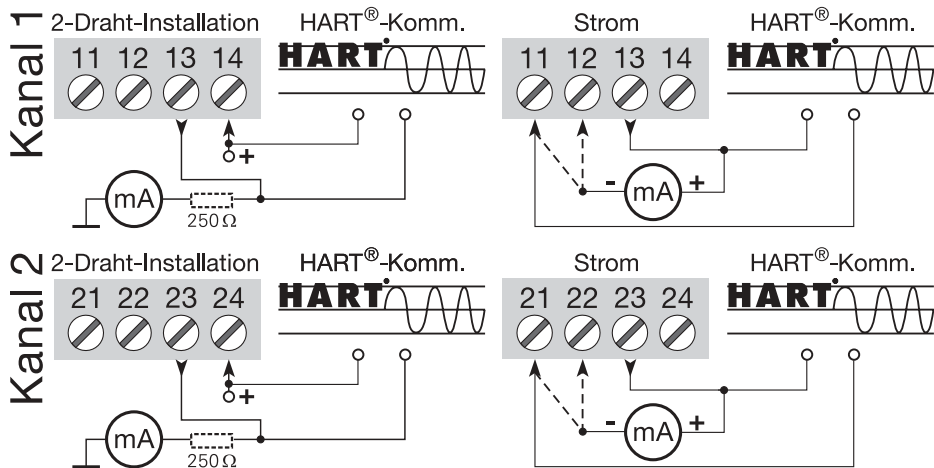 Kanal 1
2-Draht-Installation HART®-Komm. Strom HART®-Komm.
11 12 13 14 HART 11 12 13 14 HART
+
mA 250 Ω - mA +
Kanal 2
2-Draht-Installation HART®-Komm. Strom HART®-Komm.
21 22 23 24 HART 21 22 23 24 HART
+
mA 250 Ω - mA +